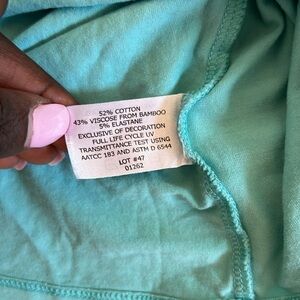 52% COTTON
43% VISCOSE FROM BAMBOO
5% ELASTANE
EXCLUSIVE OF DECORATION
FULL LIFE CYCLE UV
TRANSMITTANCE TEST USING
AATCC 183 AND ASTM D 6544
LOT #47
01262